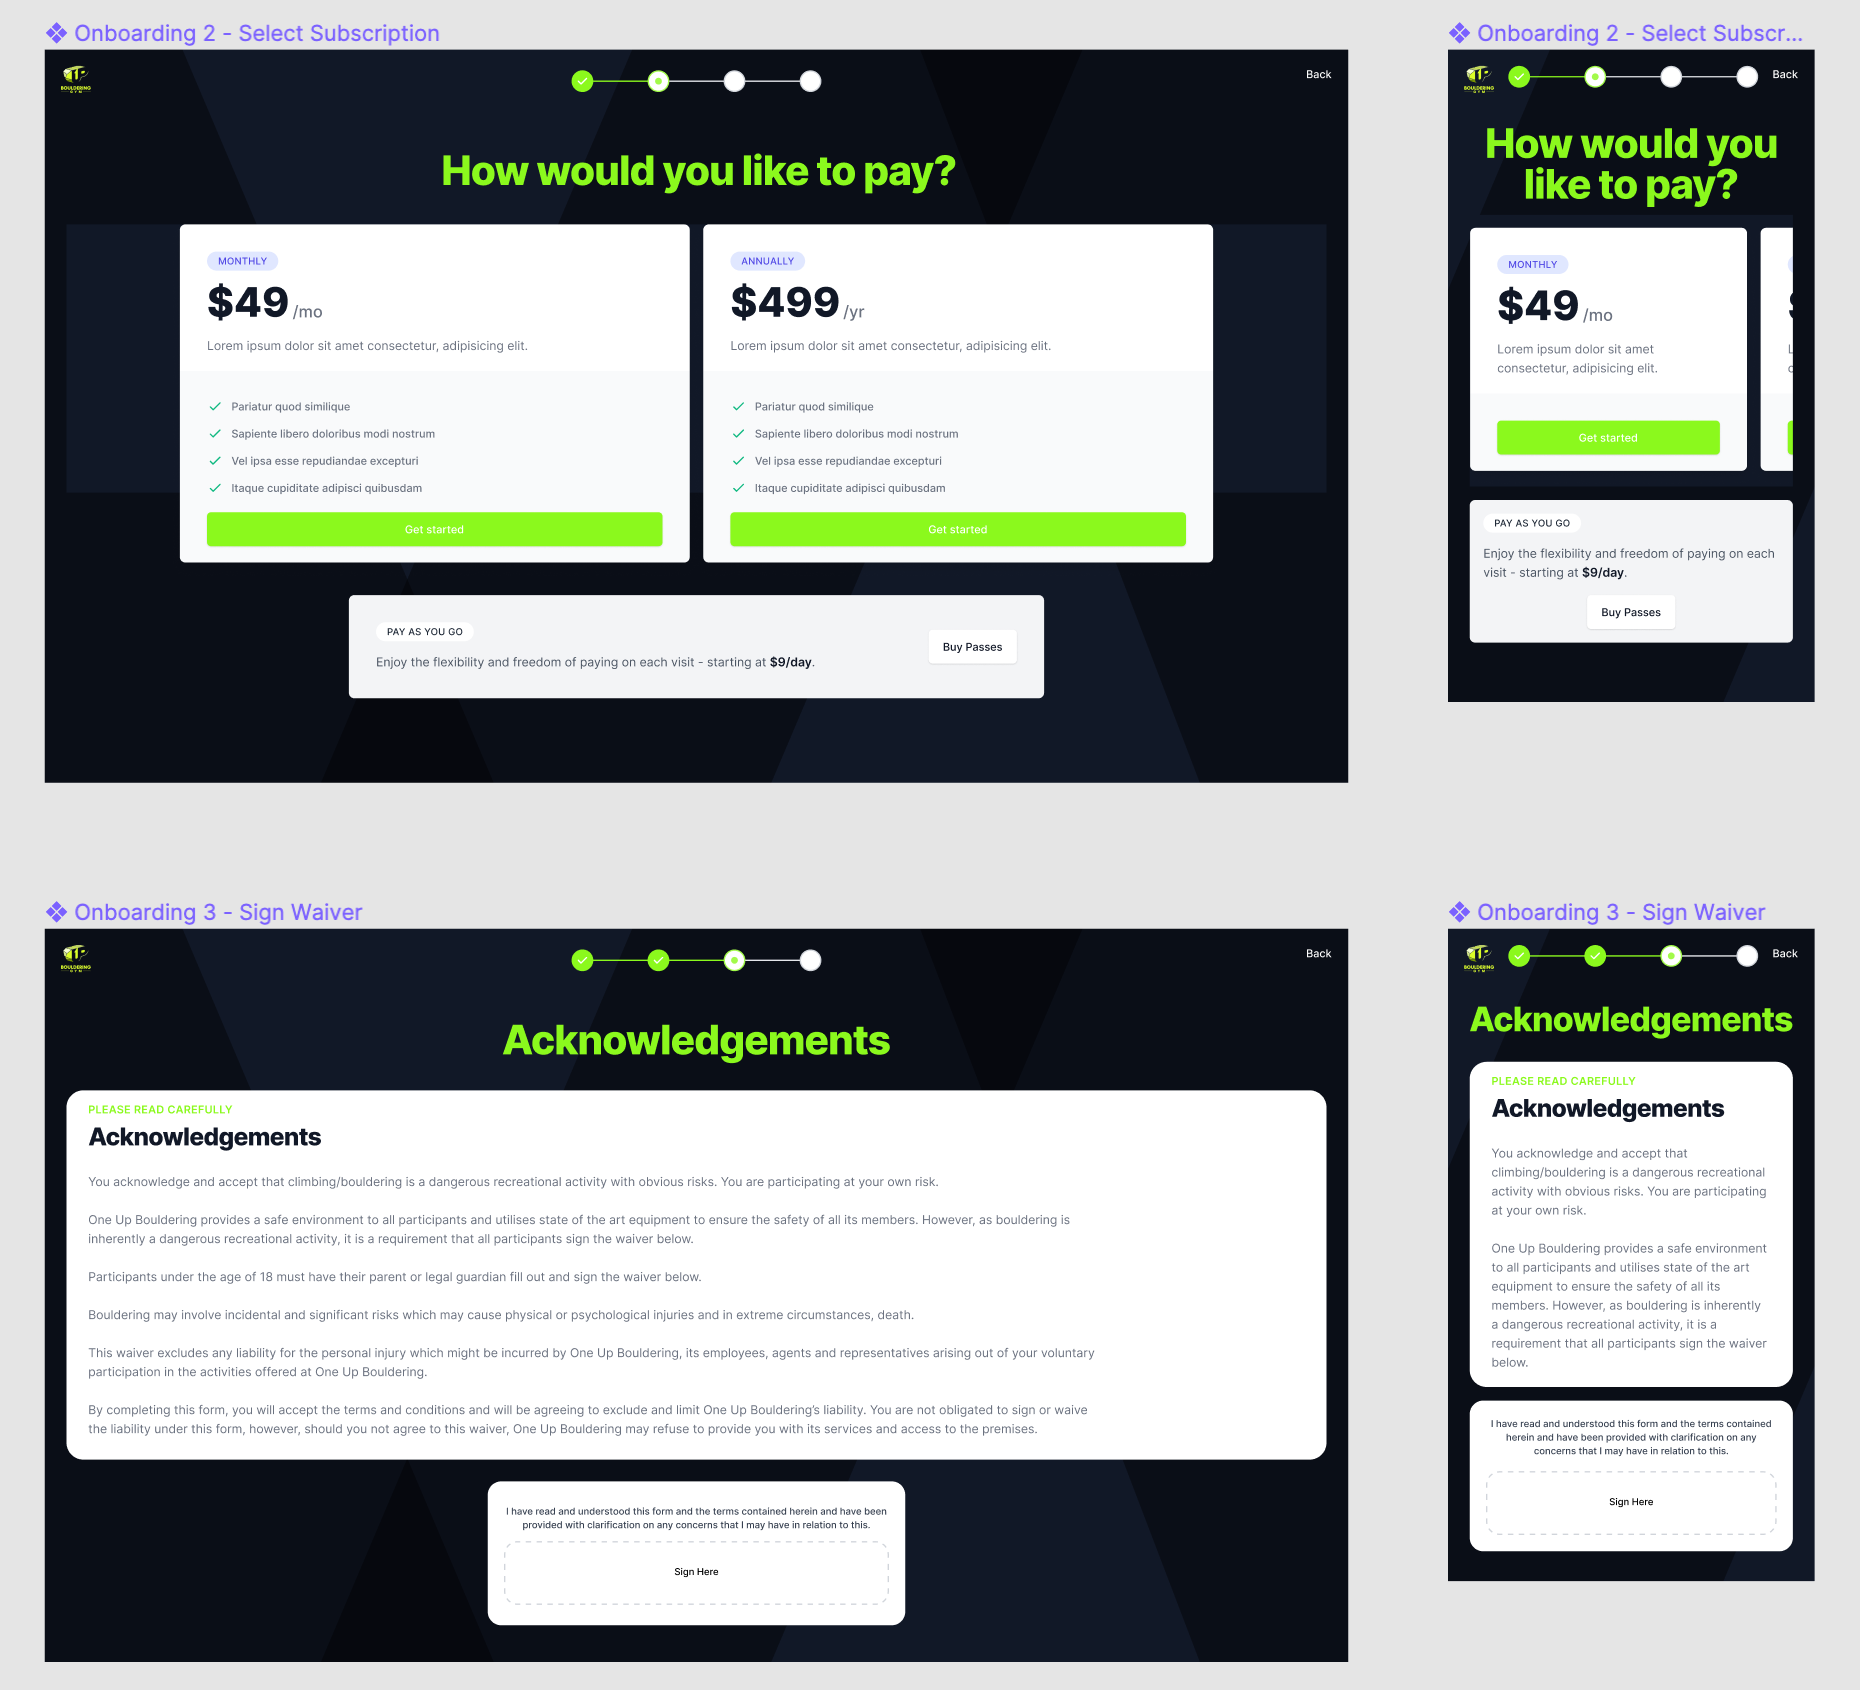 Onboarding 2 - Select Subscription
BOULDERING
GYM
Back
How would you like to pay?
MONTHLY
$49 /mo
Lorem ipsum dolor sit amet consectetur, adipisicing elit.
Pariatur quod similique
Sapiente libero doloribus modi nostrum
Vel ipsa esse repudiandae excepturi
Itaque cupiditate adipisci quibusdam
Get started
ANNUALLY
$499 /yr
Lorem ipsum dolor sit amet consectetur, adipisicing elit.
Pariatur quod similique
Sapiente libero doloribus modi nostrum
Vel ipsa esse repudiandae excepturi
Itaque cupiditate adipisci quibusdam
Get started
PAY AS YOU GO
Enjoy the flexibility and freedom of paying on each visit - starting at $9/day.
Buy Passes
Onboarding 2 - Select Subscr...
BOULDERING
GYM
Back
How would you
like to pay?
MONTHLY
$49 /mo
Lorem ipsum dolor sit amet
consectetur, adipisicing elit.
Get started
PAY AS YOU GO
Enjoy the flexibility and freedom of paying on each
visit - starting at $9/day.
Buy Passes
Onboarding 3 - Sign Waiver
BOULDERING
GYM
Back
Acknowledgements
PLEASE READ CAREFULLY
Acknowledgements
You acknowledge and accept that climbing/bouldering is a dangerous recreational activity with obvious risks. You are participating at your own risk.
One Up Bouldering provides a safe environment to all participants and utilises state of the art equipment to ensure the safety of all its members. However, as bouldering is
inherently a dangerous recreational activity, it is a requirement that all participants sign the waiver below.
Participants under the age of 18 must have their parent or legal guardian fill out and sign the waiver below.
Bouldering may involve incidental and significant risks which may cause physical or psychological injuries and in extreme circumstances, death.
This waiver excludes any liability for the personal injury which might be incurred by One Up Bouldering, its employees, agents and representatives arising out of your voluntary
participation in the activities offered at One Up Bouldering.
By completing this form, you will accept the terms and conditions and will be agreeing to exclude and limit One Up Bouldering's liability. You are not obligated to sign or waive
the liability under this form, however, should you not agree to this waiver, One Up Bouldering may refuse to provide you with its services and access to the premises.
I have read and understood this form and the terms contained herein and have been
provided with clarification on any concerns that I may have in relation to this.
Sign Here
Onboarding 3 - Sign Waiver
BOULDERING
GYM
Back
Acknowledgements
PLEASE READ CAREFULLY
Acknowledgements
You acknowledge and accept that
climbing/bouldering is a dangerous recreational
activity with obvious risks. You are participating
at your own risk.
One Up Bouldering provides a safe environment
to all participants and utilises state of the art
equipment to ensure the safety of all its
members. However, as bouldering is inherently
a dangerous recreational activity, it is a
requirement that all participants sign the waiver
below.
I have read and understood this form and the terms contained
herein and have been provided with clarification on any
concerns that I may have in relation to this.
Sign Here